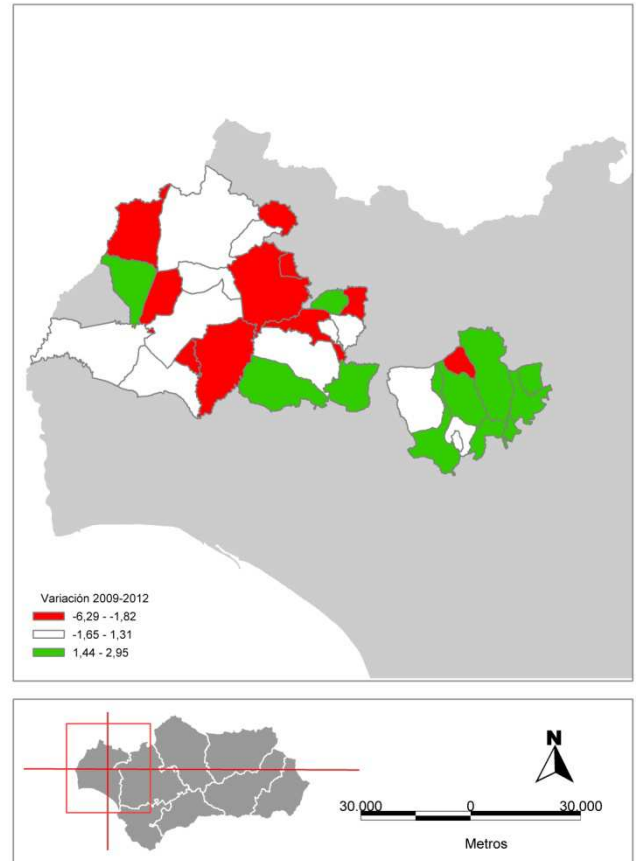 Variación 2009-2012
-6,29 - -1,82
-1,65 - 1,31
1,44 - 2,95
N
30.000 0 30.000
Metros